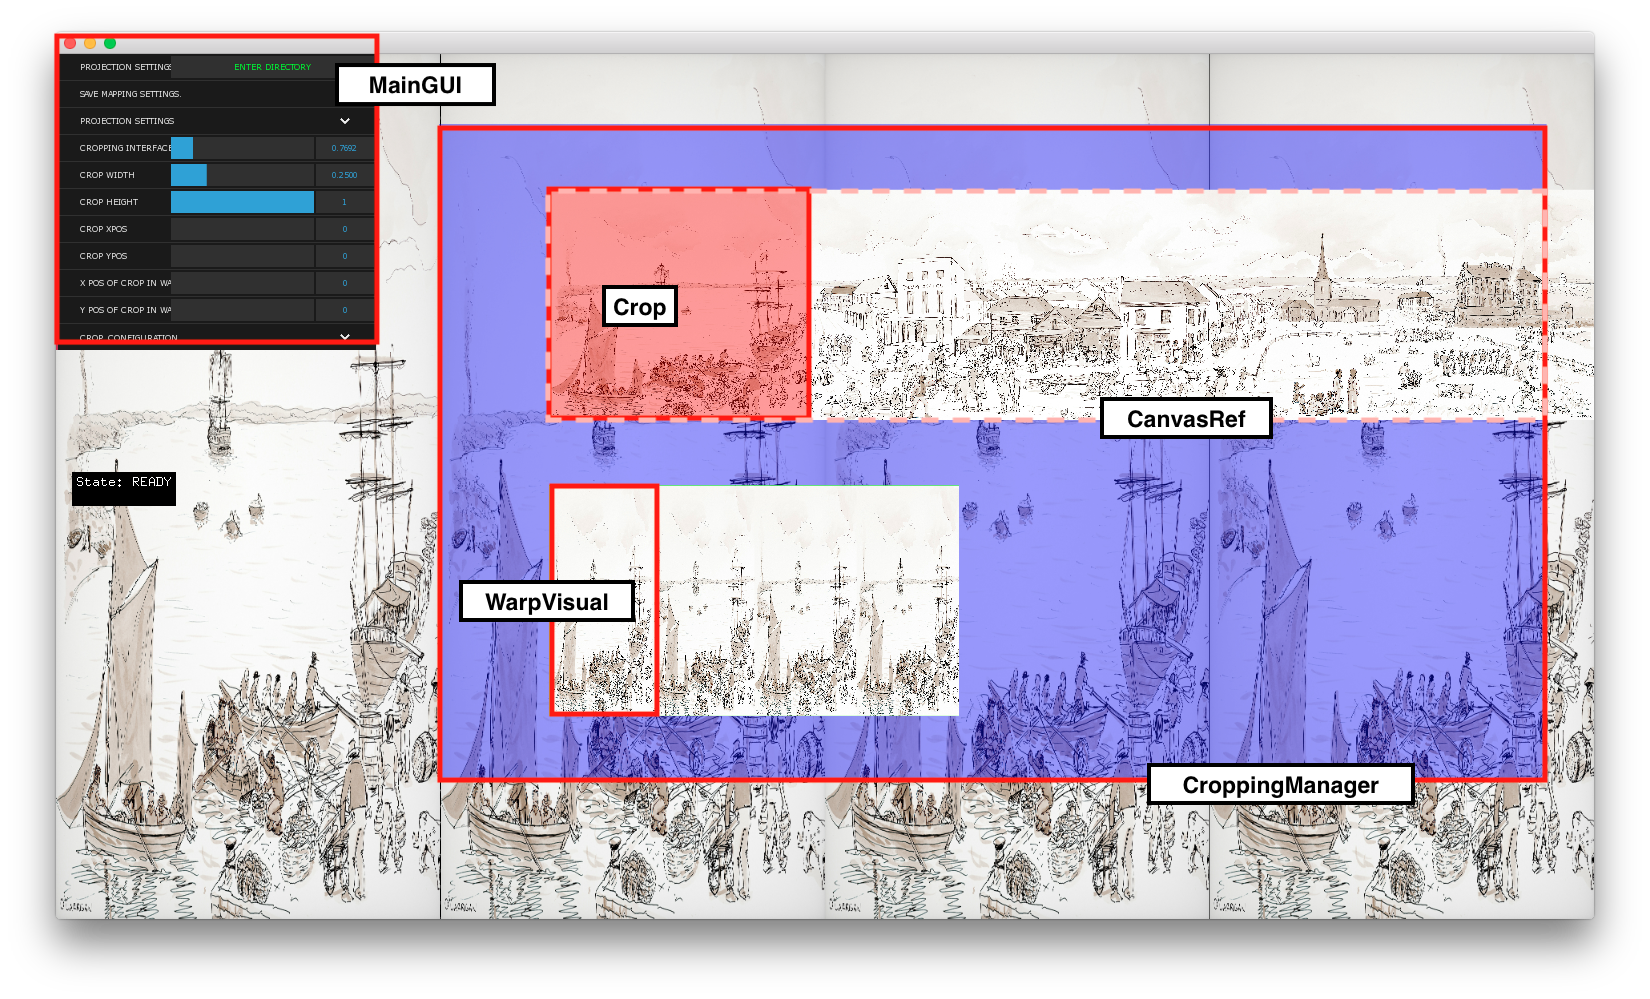 PROJECTION SETTINGS
ENTER DIRECTORY
MainGUI
SAVE MAPPING SETTINGS.
PROJECTION SETTINGS
CROPPING INTERFACE
0.7692
CROP WIDTH
0.2500
CROP HEIGHT
1
CROP XPOS
0
CROP YPOS
0
X POS OF CROP IN WA
0
Y POS OF CROP IN WA
0
CROP CONFIGURATION
Crop
CanvasRef
State: READY
WarpVisual
CroppingManager